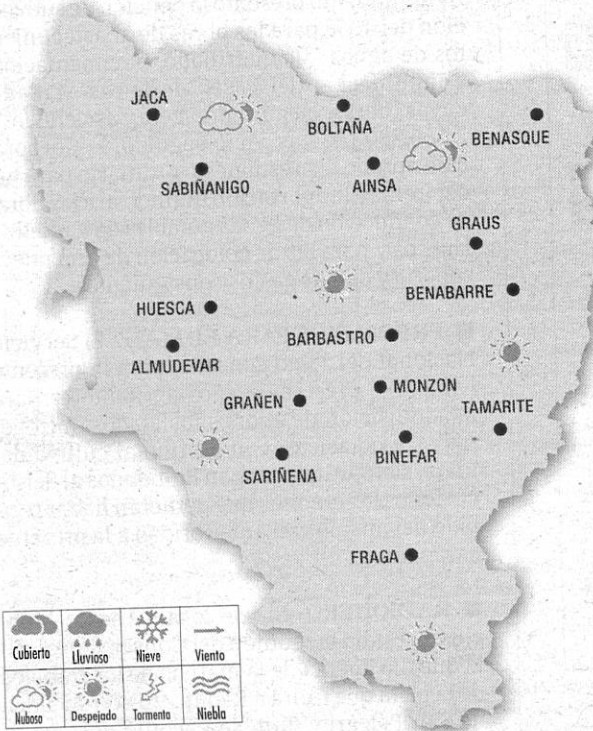 JACA
BOLTAÑA
BENASQUE
SABIÑANIGO
AINSA
GRAUS
HUESCA
BENABARRE
BARBASTRO
ALMUDEVAR
MONZON
GRAÑEN
TAMARITE
BINEFAR
SARIÑENA
FRAGA
Cubierto Lluvioso Nieve Viento
Nuboso Despejado Tormenta Niebla